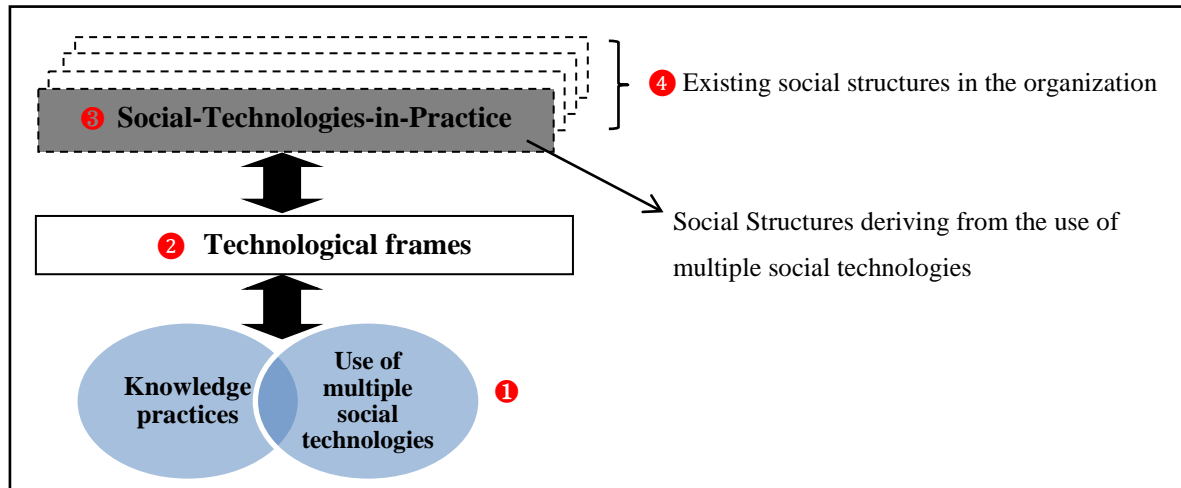 ❹ Existing social structures in the organization
❸ Social-Technologies-in-Practice
Social Structures deriving from the use of
multiple social technologies
❷ Technological frames
Knowledge
practices
Use of
multiple
social
technologies
❶